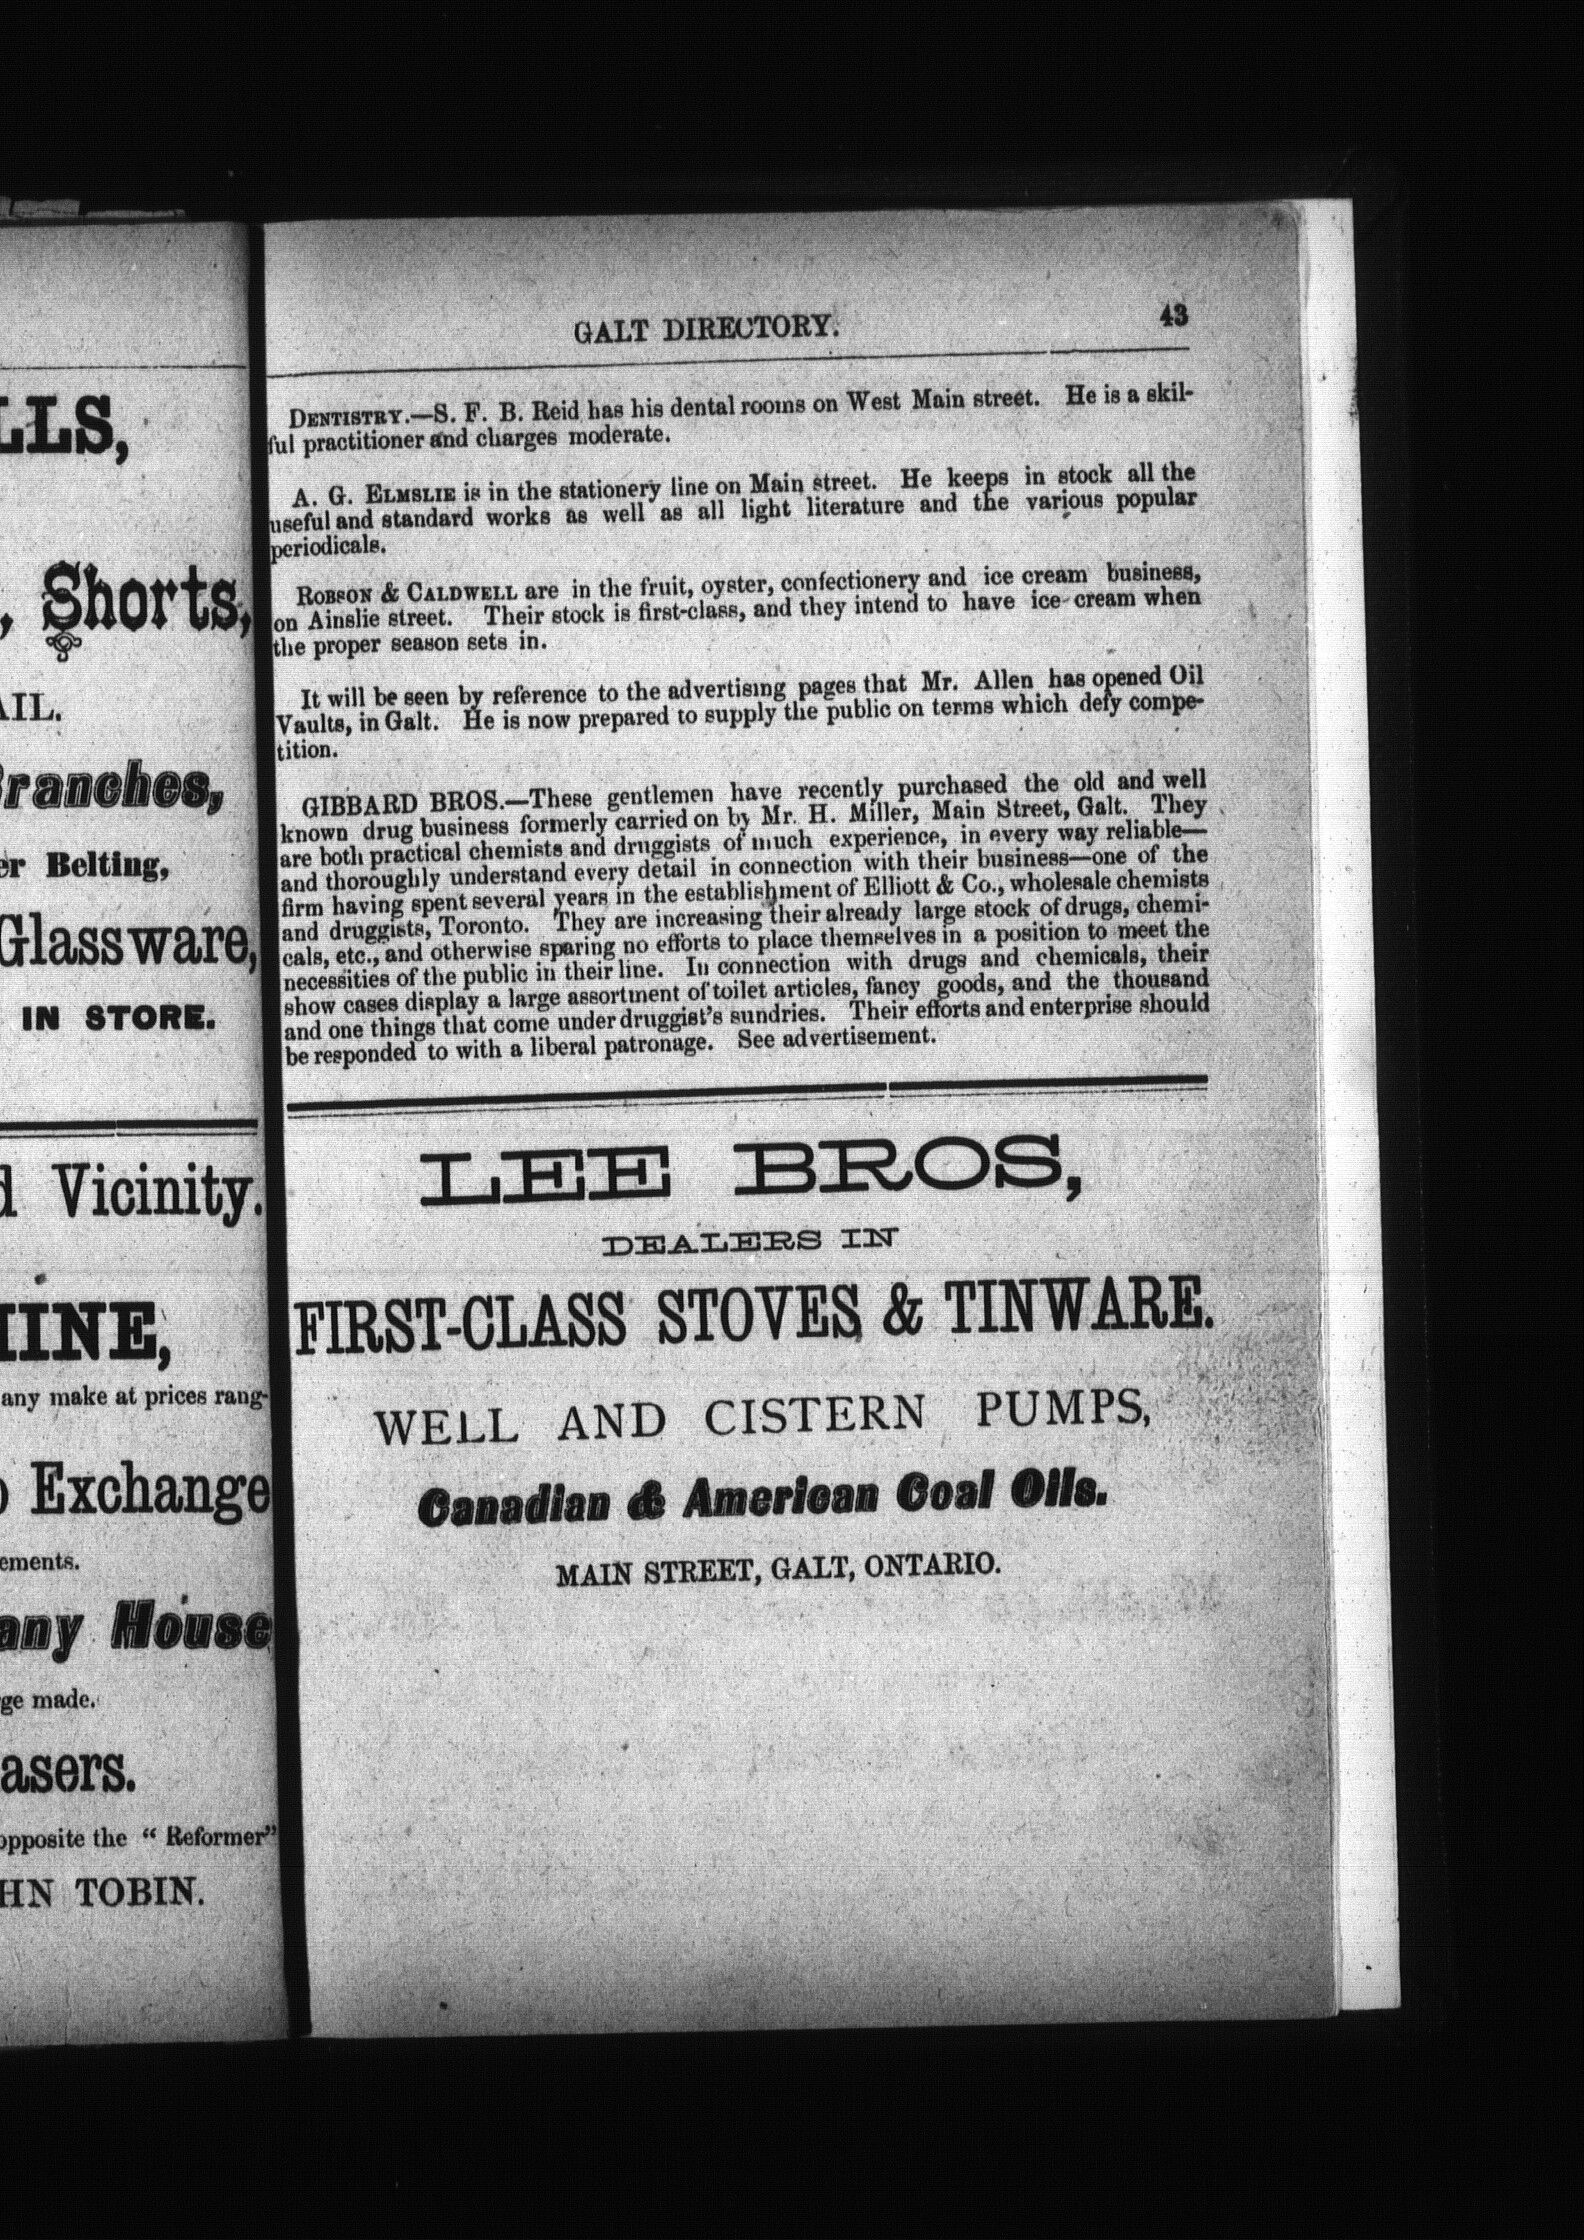 LLS,
, Shorts,
AIL.
Branches,
er Belting,
Glassware,
IN STORE.
d Vicinity.
HINE,
any make at prices rang-
o Exchange
ements.
any House
ge made.
asers.
opposite the “ Reformer”
HN TOBIN.
GALT DIRECTORY. 43
DENTISTRY.—S. F. B. Reid has his dental rooms on West Main street. He is a skil-
ful practitioner and charges moderate.
A. G. ELMSLIE is in the stationery line on Main street. He keeps in stock all the
useful and standard works as well as all light literature and the various popular
periodicals.
ROBSON & CALDWELL are in the fruit, oyster, confectionery and ice cream business,
on Ainslie street. Their stock is first-class, and they intend to have ice-cream when
the proper season sets in.
It will be seen by reference to the advertising pages that Mr. Allen has opened Oil
Vaults, in Galt. He is now prepared to supply the public on terms which defy compe-
tition.
GIBBARD BROS.—These gentlemen have recently purchased the old and well
known drug business formerly carried on by Mr. H. Miller, Main Street, Galt. They
are both practical chemists and druggists of much experience, in every way reliable—
and thoroughly understand every detail in connection with their business—one of the
firm having spent several years in the establishment of Elliott & Co., wholesale chemists
and druggists, Toronto. They are increasing their already large stock of drugs, chemi-
cals, etc., and otherwise sparing no efforts to place themselves in a position to meet the
necessities of the public in their line. In connection with drugs and chemicals, their
show cases display a large assortment of toilet articles, fancy goods, and the thousand
and one things that come under druggist's sundries. Their efforts and enterprise should
be responded to with a liberal patronage. See advertisement.
LEE BROS,
DEALERS IN
FIRST-CLASS STOVES & TINWARE.
WELL AND CISTERN PUMPS,
Canadian & American Coal Oils.
MAIN STREET, GALT, ONTARIO.